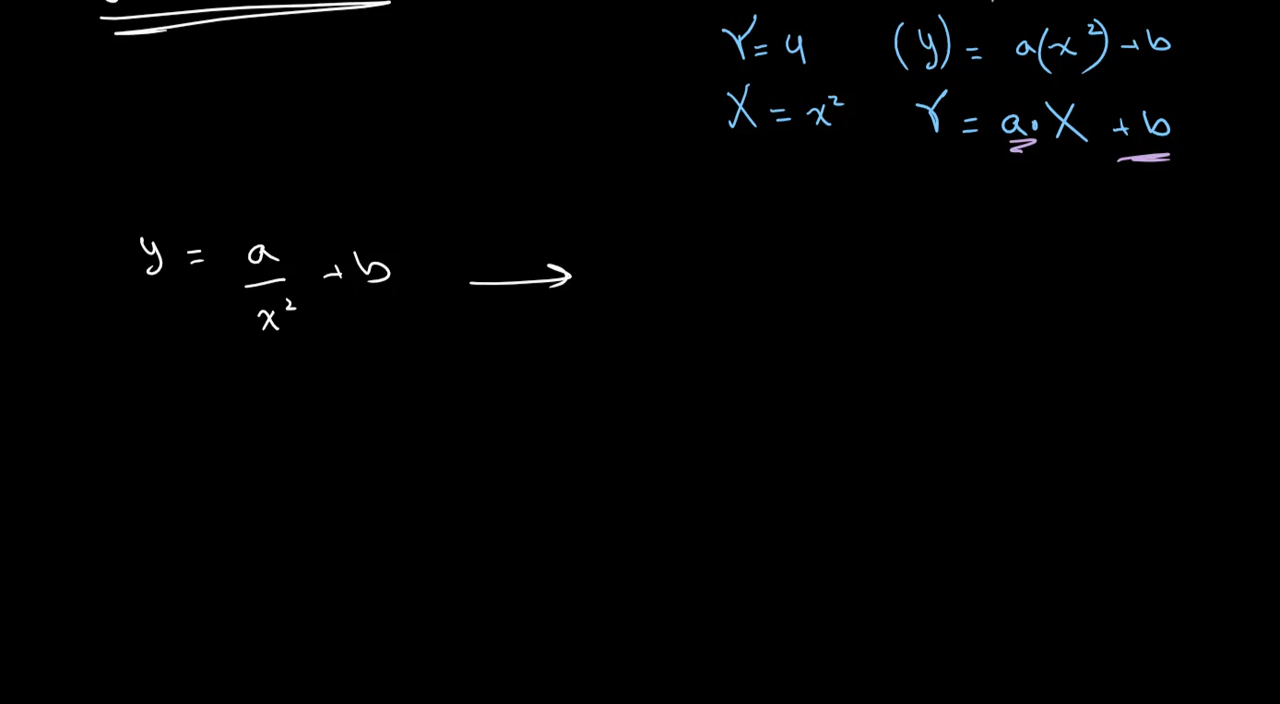 Y = y (y) = a(x²) + b
X = x² Y = a · X + b
y = a/x² + b ⟶